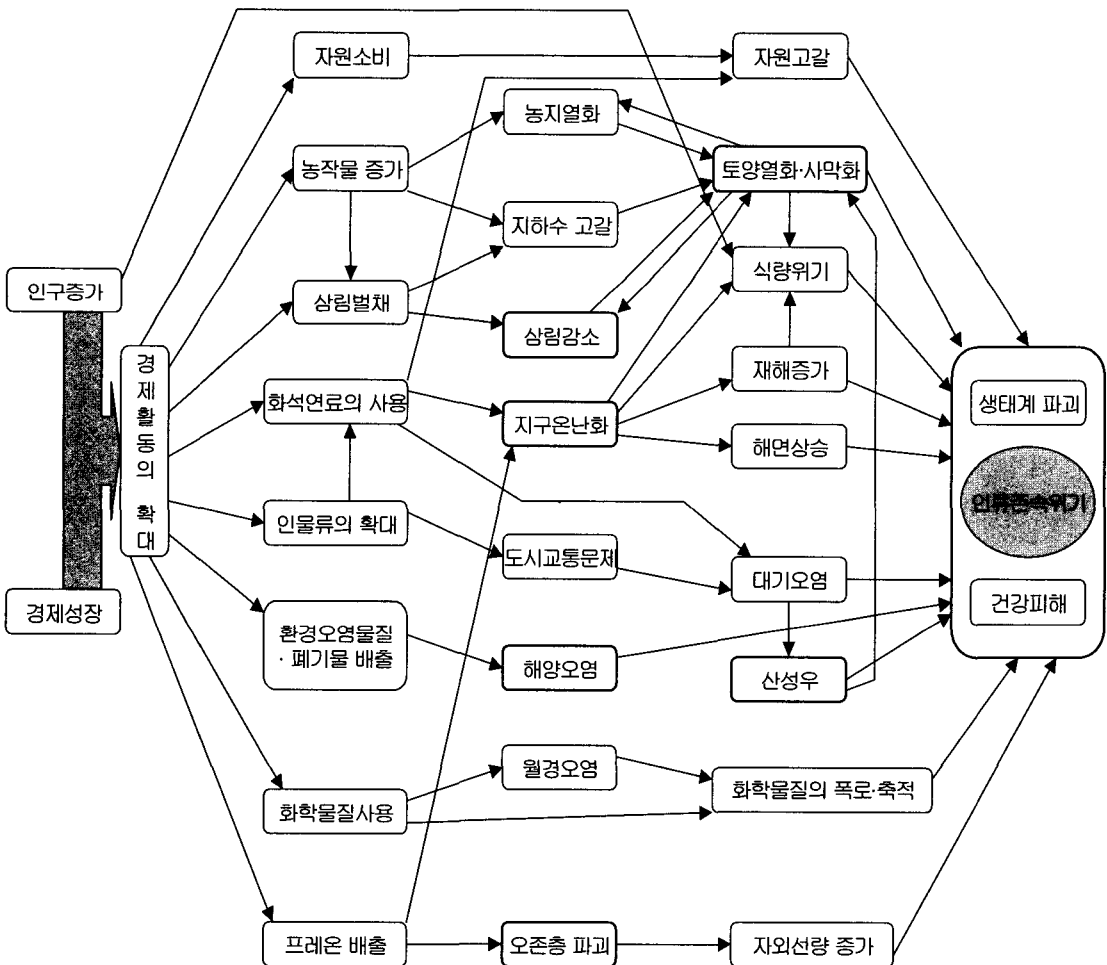 자원소비
자원고갈
농지열화
농작물 증가
토양열화·사막화
지하수 고갈
인구증가
식량위기
삼림벌채
삼림감소
경제활동의 확대
재해증가
화석연료의 사용
생태계 파괴
지구온난화
해면상승
인류존속위기
인물류의 확대
도시교통문제
대기오염
경제성장
건강피해
환경오염물질
· 폐기물 배출
해양오염
산성우
월경오염
화학물질의 폭로·축적
화학물질사용
프레온 배출
오존층 파괴
자외선량 증가